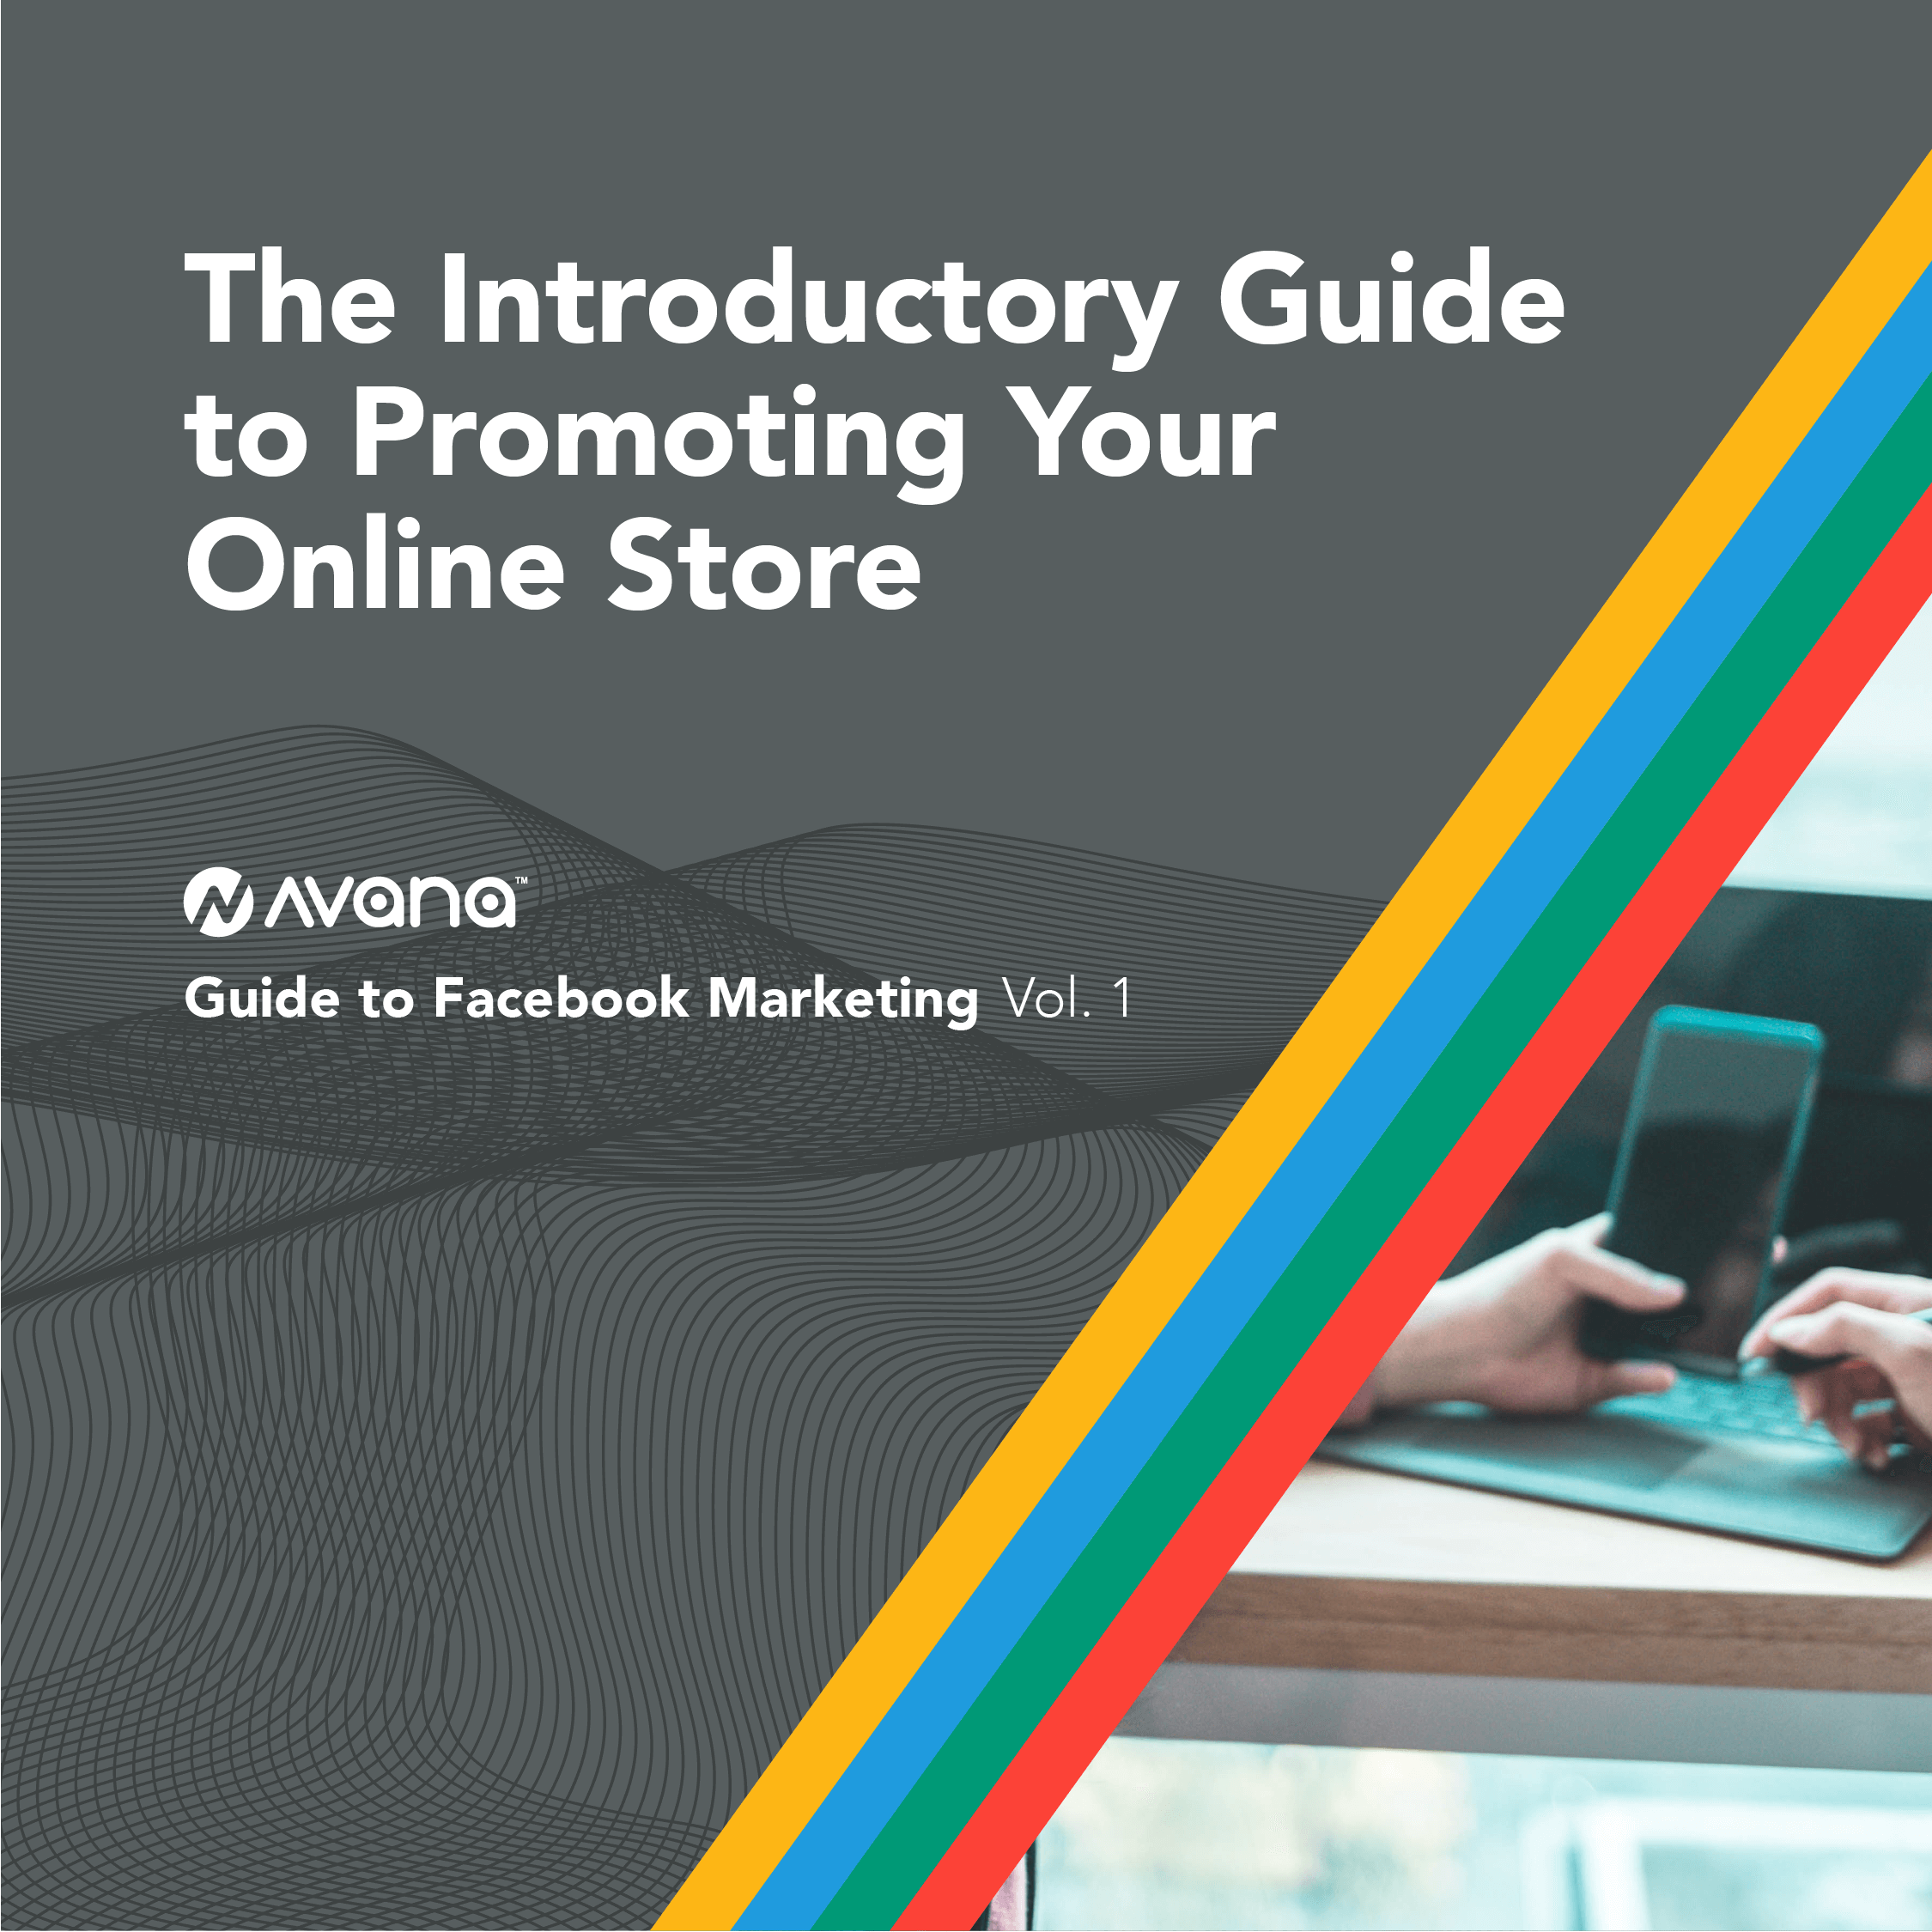 The Introductory Guide
to Promoting Your
Online Store
avana™
Guide to Facebook Marketing Vol. 1